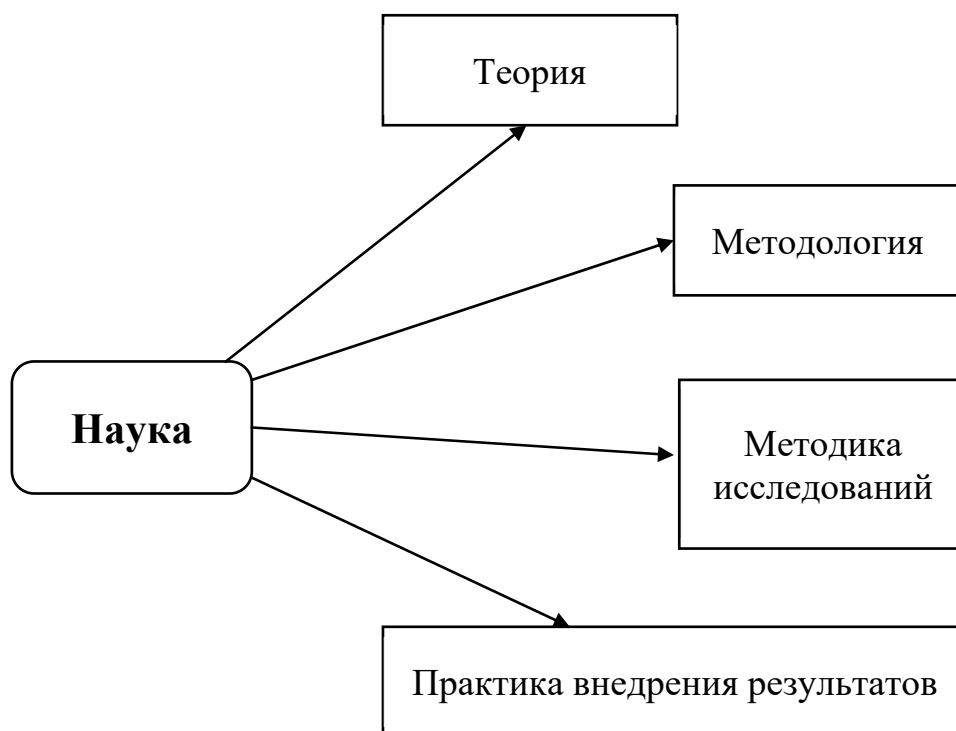 Теория
Методология
Наука
Методика
исследований
Практика внедрения результатов